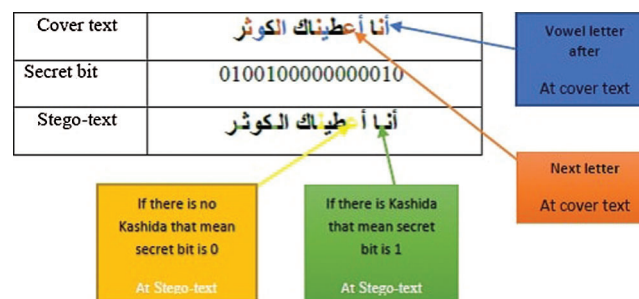 Cover text
أنا أعطيناك الكوثر
Secret bit
0100100000000010
Stego-text
أنـا أعطيناك الـكوثـر
Vowel letter
after
At cover text
Next letter
At cover text
If there is no
Kashida that mean
secret bit is 0
At Stego-text
If there is Kashida
that mean secret
bit is 1
At Stego-text